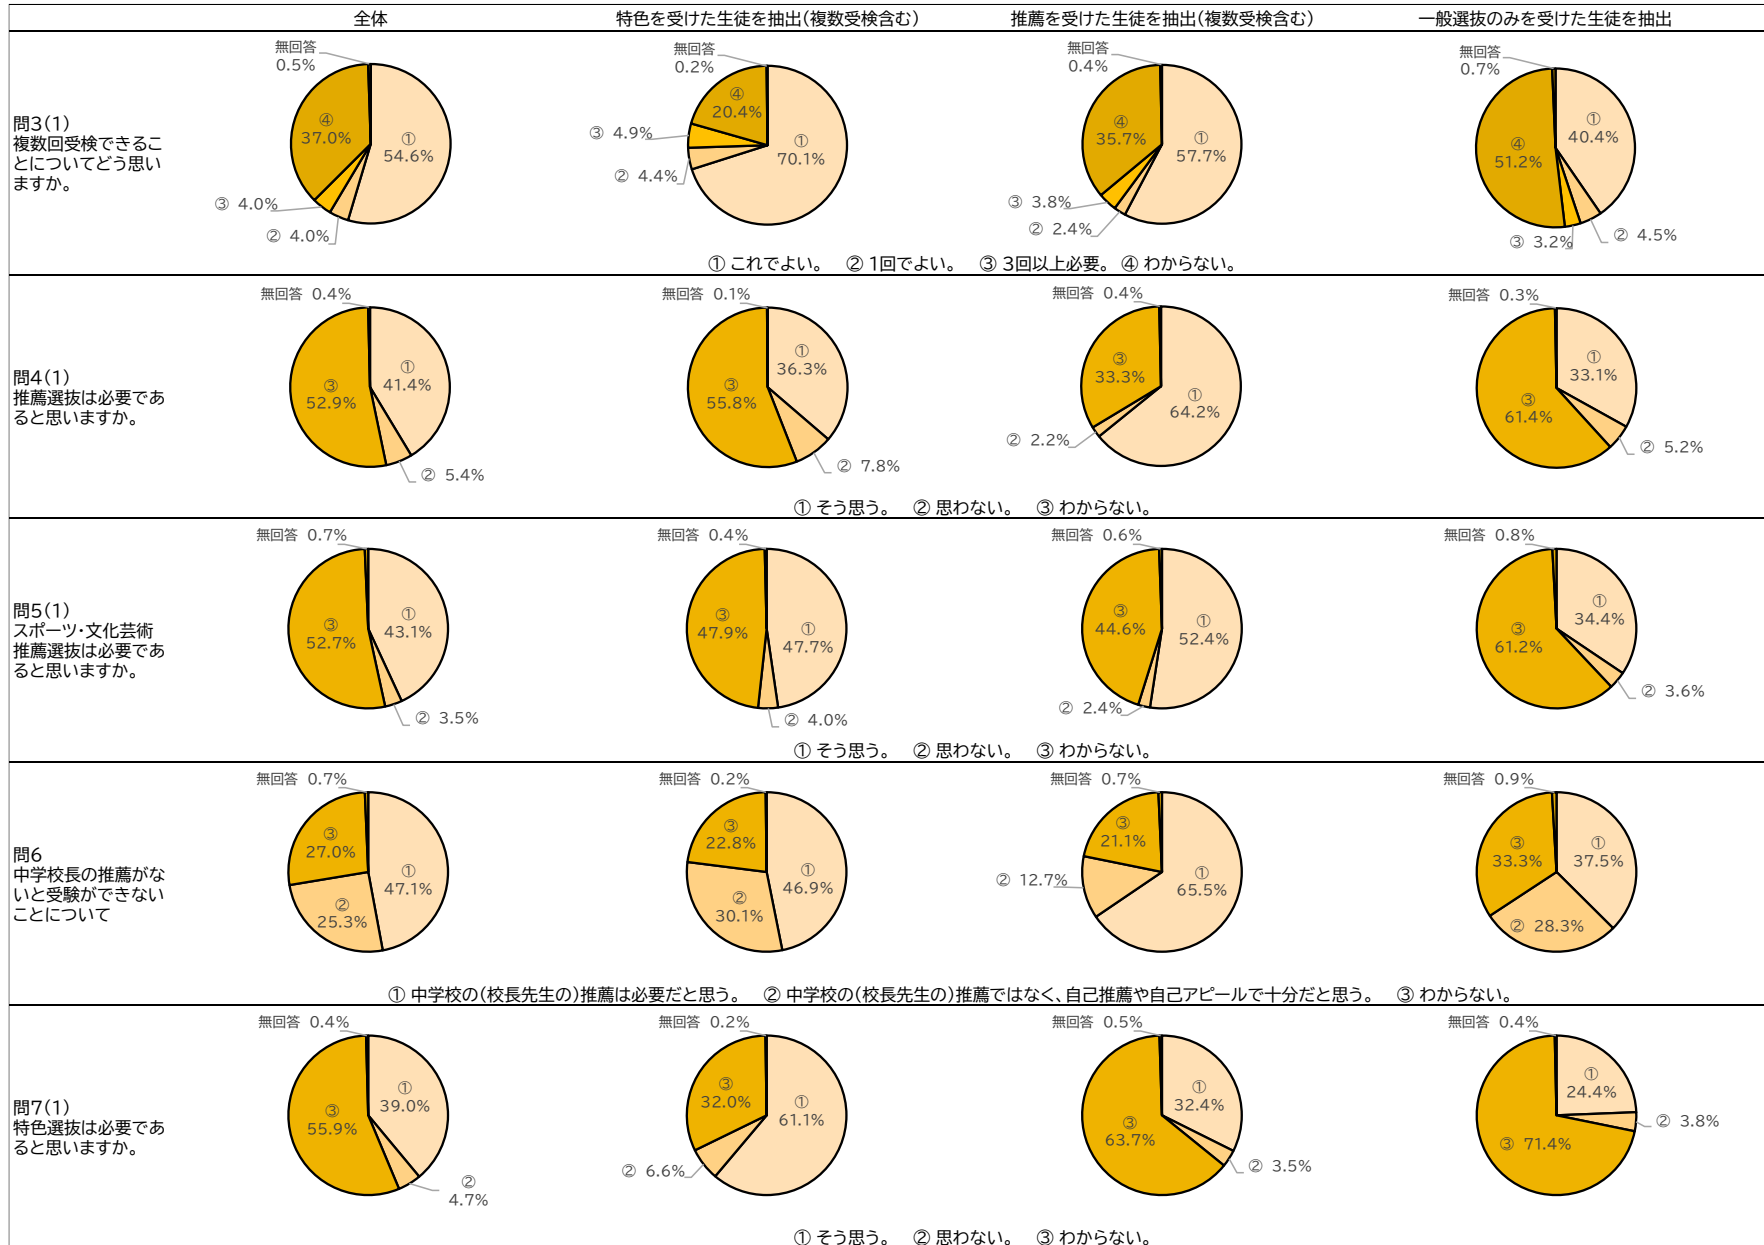 全体　特色を受けた生徒を抽出(複数受検含む)　推薦を受けた生徒を抽出(複数受検含む)　一般選抜のみを受けた生徒を抽出
問3(1)
複数回受検できるこ
とについてどう思い
ますか。
無回答
0.5%
④
37.0%
①
54.6%
③ 4.0%
② 4.0%
無回答
0.2%
④
20.4%
③ 4.9%
② 4.4%
①
70.1%
無回答
0.4%
④
35.7%
①
57.7%
③ 3.8%
② 2.4%
無回答
0.7%
①
40.4%
④
51.2%
③ 3.2%
② 4.5%
① これでよい。　② 1回でよい。　③ 3回以上必要。　④ わからない。
問4(1)
推薦選抜は必要であ
ると思いますか。
無回答 0.4%
①
41.4%
③
52.9%
② 5.4%
無回答 0.1%
①
36.3%
③
55.8%
② 7.8%
無回答 0.4%
③
33.3%
①
64.2%
② 2.2%
無回答 0.3%
①
33.1%
③
61.4%
② 5.2%
① そう思う。　② 思わない。　③ わからない。
問5(1)
スポーツ・文化芸術
推薦選抜は必要であ
ると思いますか。
無回答 0.7%
①
43.1%
③
52.7%
② 3.5%
無回答 0.4%
③
47.9%
①
47.7%
② 4.0%
無回答 0.6%
③
44.6%
①
52.4%
② 2.4%
無回答 0.8%
①
34.4%
③
61.2%
② 3.6%
① そう思う。　② 思わない。　③ わからない。
問6
中学校長の推薦がな
いと受験ができない
ことについて
無回答 0.7%
③
27.0%
①
47.1%
②
25.3%
無回答 0.2%
③
22.8%
①
46.9%
②
30.1%
無回答 0.7%
③
21.1%
② 12.7%
①
65.5%
無回答 0.9%
③
33.3%
①
37.5%
② 28.3%
① 中学校の(校長先生の)推薦は必要だと思う。　② 中学校の(校長先生の)推薦ではなく、自己推薦や自己アピールで十分だと思う。　③ わからない。
問7(1)
特色選抜は必要であ
ると思いますか。
無回答 0.4%
①
39.0%
③
55.9%
②
4.7%
無回答 0.2%
③
32.0%
①
61.1%
② 6.6%
無回答 0.5%
①
32.4%
③
63.7%
② 3.5%
無回答 0.4%
①
24.4%
② 3.8%
③ 71.4%
① そう思う。　② 思わない。　③ わからない。